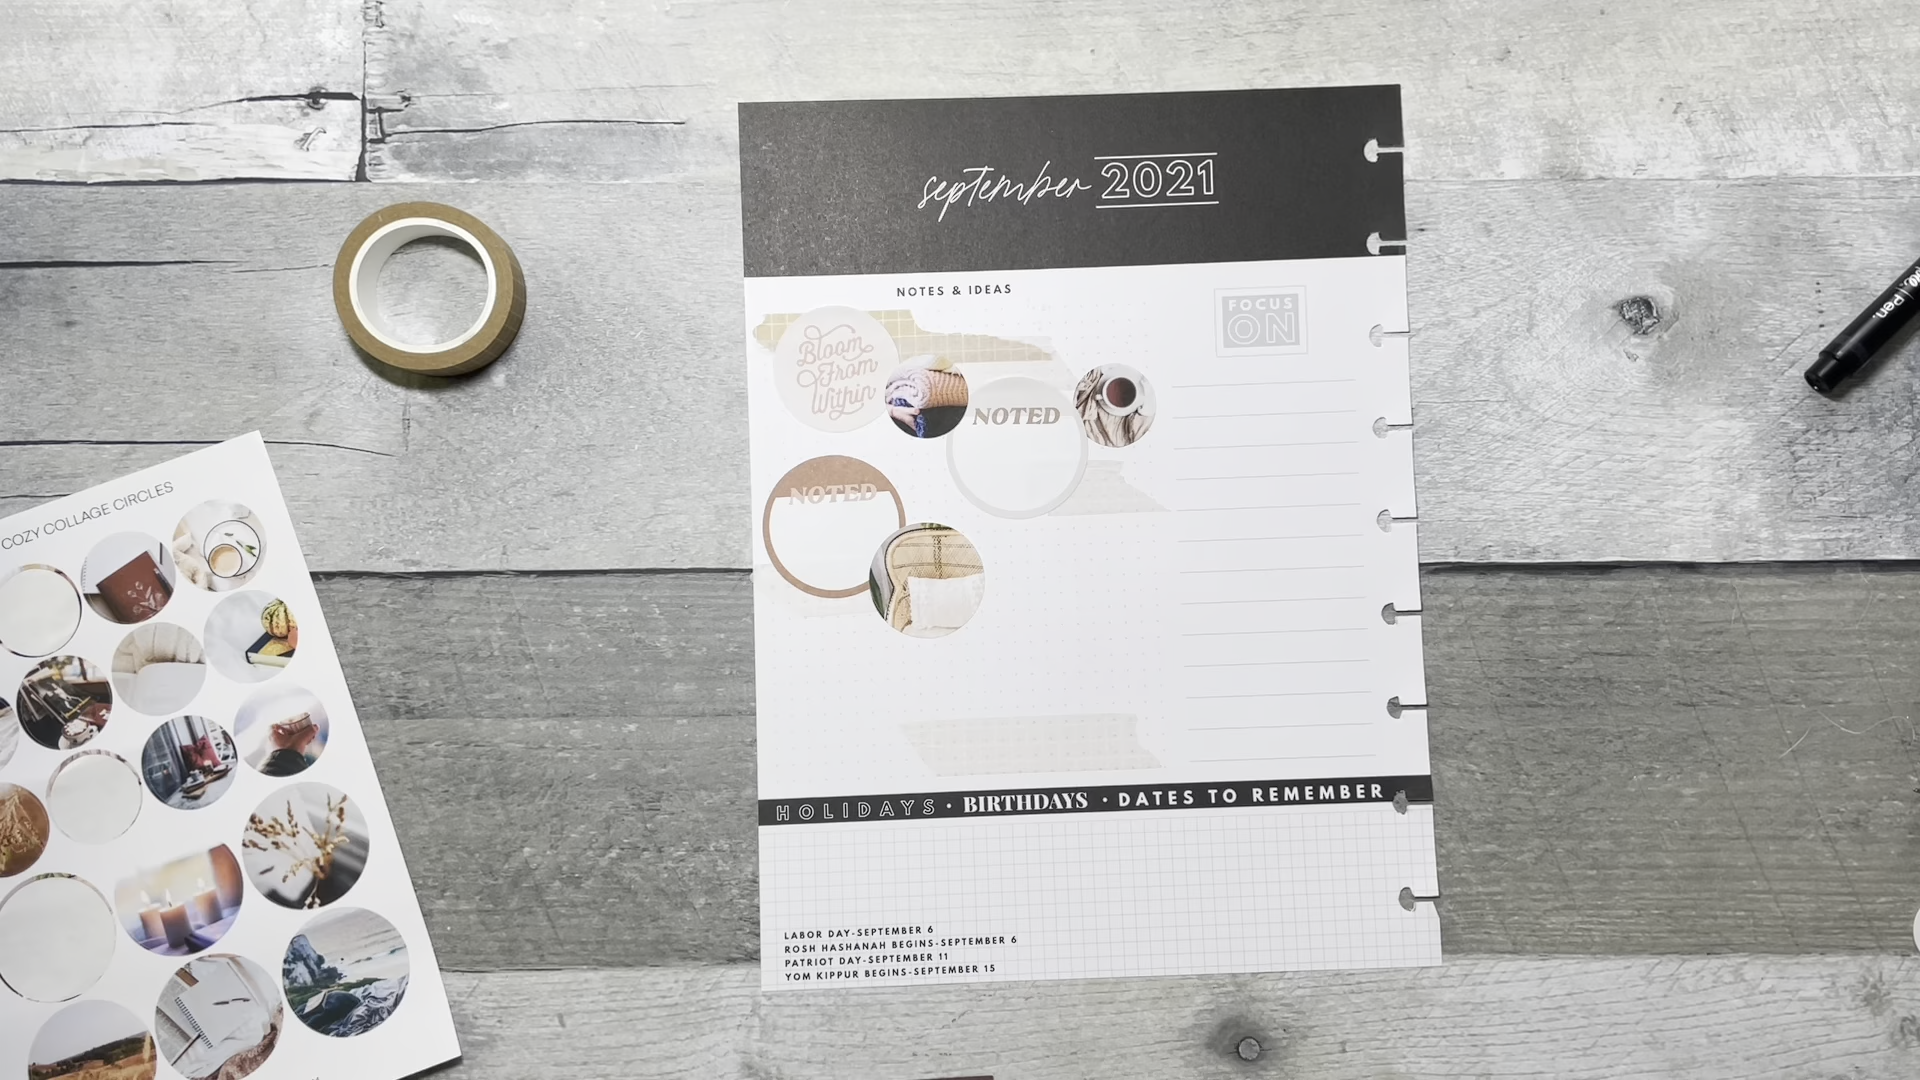 september 2021
NOTES & IDEAS
FOCUS
ON
Bloom
From
Within
NOTED
NOTED
HOLIDAYS · BIRTHDAYS · DATES TO REMEMBER
LABOR DAY-SEPTEMBER 6
ROSH HASHANAH BEGINS-SEPTEMBER 6
PATRIOT DAY-SEPTEMBER 11
YOM KIPPUR BEGINS-SEPTEMBER 15
COZY COLLAGE CIRCLES
Pen.